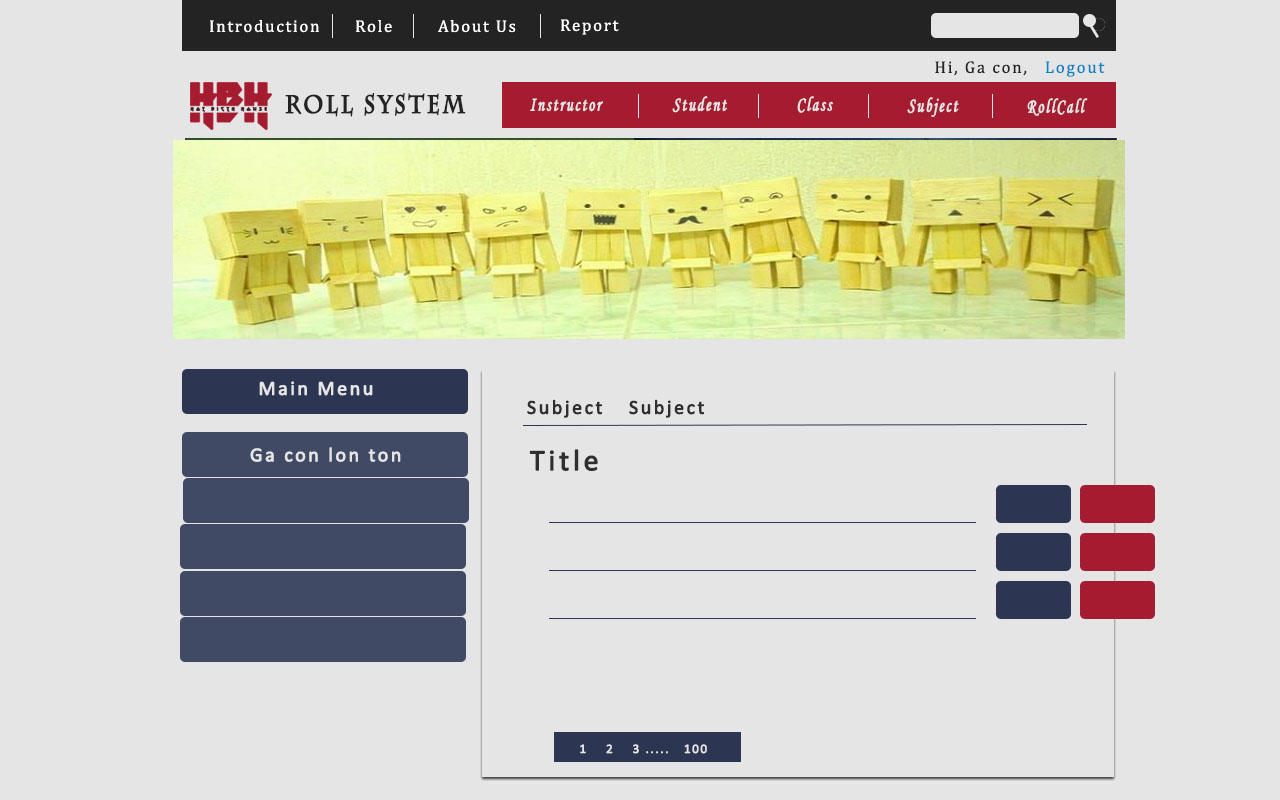 Introduction Role About Us Report
Hi, Ga con, Logout
HBH ROLL SYSTEM
Instructor Student Class Subject RollCall
Main Menu
Ga con lon ton
Subject Subject
Title
1 2 3 ..... 100